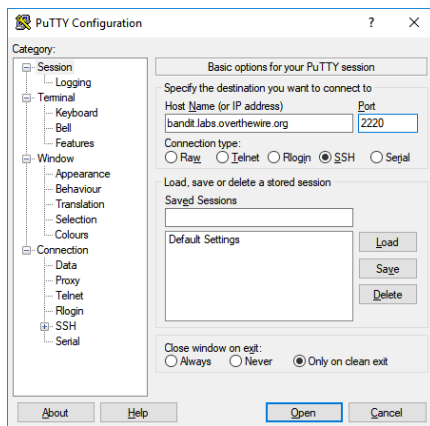 PuTTY Configuration
Category:
Session
Logging
Terminal
Keyboard
Bell
Features
Window
Appearance
Behaviour
Translation
Selection
Colours
Connection
Data
Proxy
Telnet
Rlogin
SSH
Serial
Basic options for your PuTTY session
Specify the destination you want to connect to
Host Name (or IP address) Port
bandit.labs.overthewire.org 2220
Connection type:
Raw Telnet Rlogin SSH Serial
Load, save or delete a stored session
Saved Sessions
Default Settings
Load
Save
Delete
Close window on exit:
Always Never Only on clean exit
About Help Open Cancel